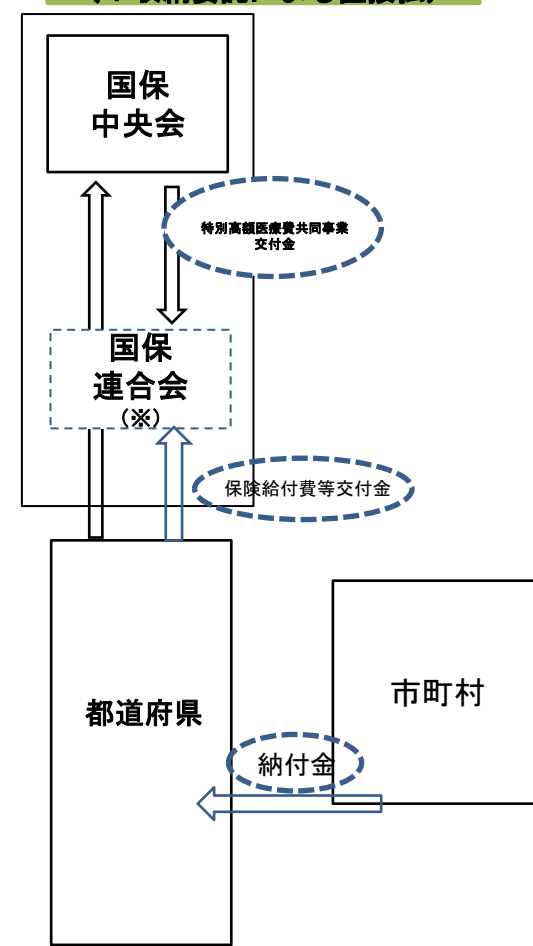 国保
中央会
特別高額医療費共同事業
交付金
国保
連合会
(※)
保険給付費等交付金
市町村
都道府県
納付金